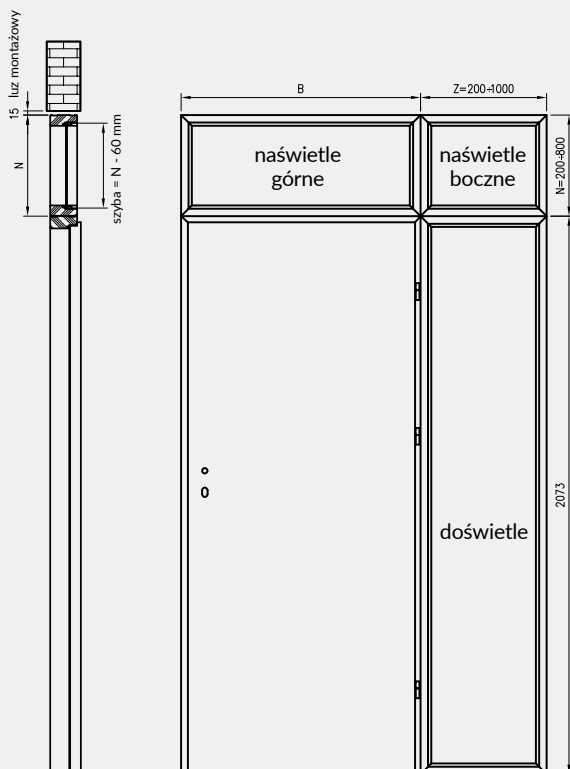 15 luz montażowy
N
szyba = N - 60 mm
B
Z=200÷1000
naświetle
górne
naświetle
boczne
N=200÷800
2073
doświetle